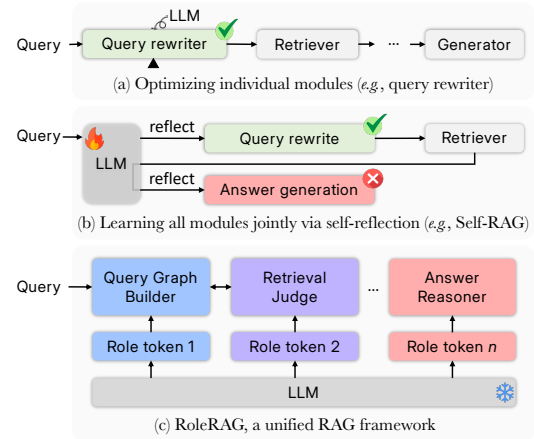 LLM
Query
Query rewriter
Retriever
...
Generator
(a) Optimizing individual modules (e.g., query rewriter)
Query
LLM
reflect
Query rewrite
Retriever
reflect
Answer generation
(b) Learning all modules jointly via self-reflection (e.g., Self-RAG)
Query
Query Graph
Builder
Retrieval
Judge
...
Answer
Reasoner
Role token 1
Role token 2
Role token n
LLM
(c) RoleRAG, a unified RAG framework